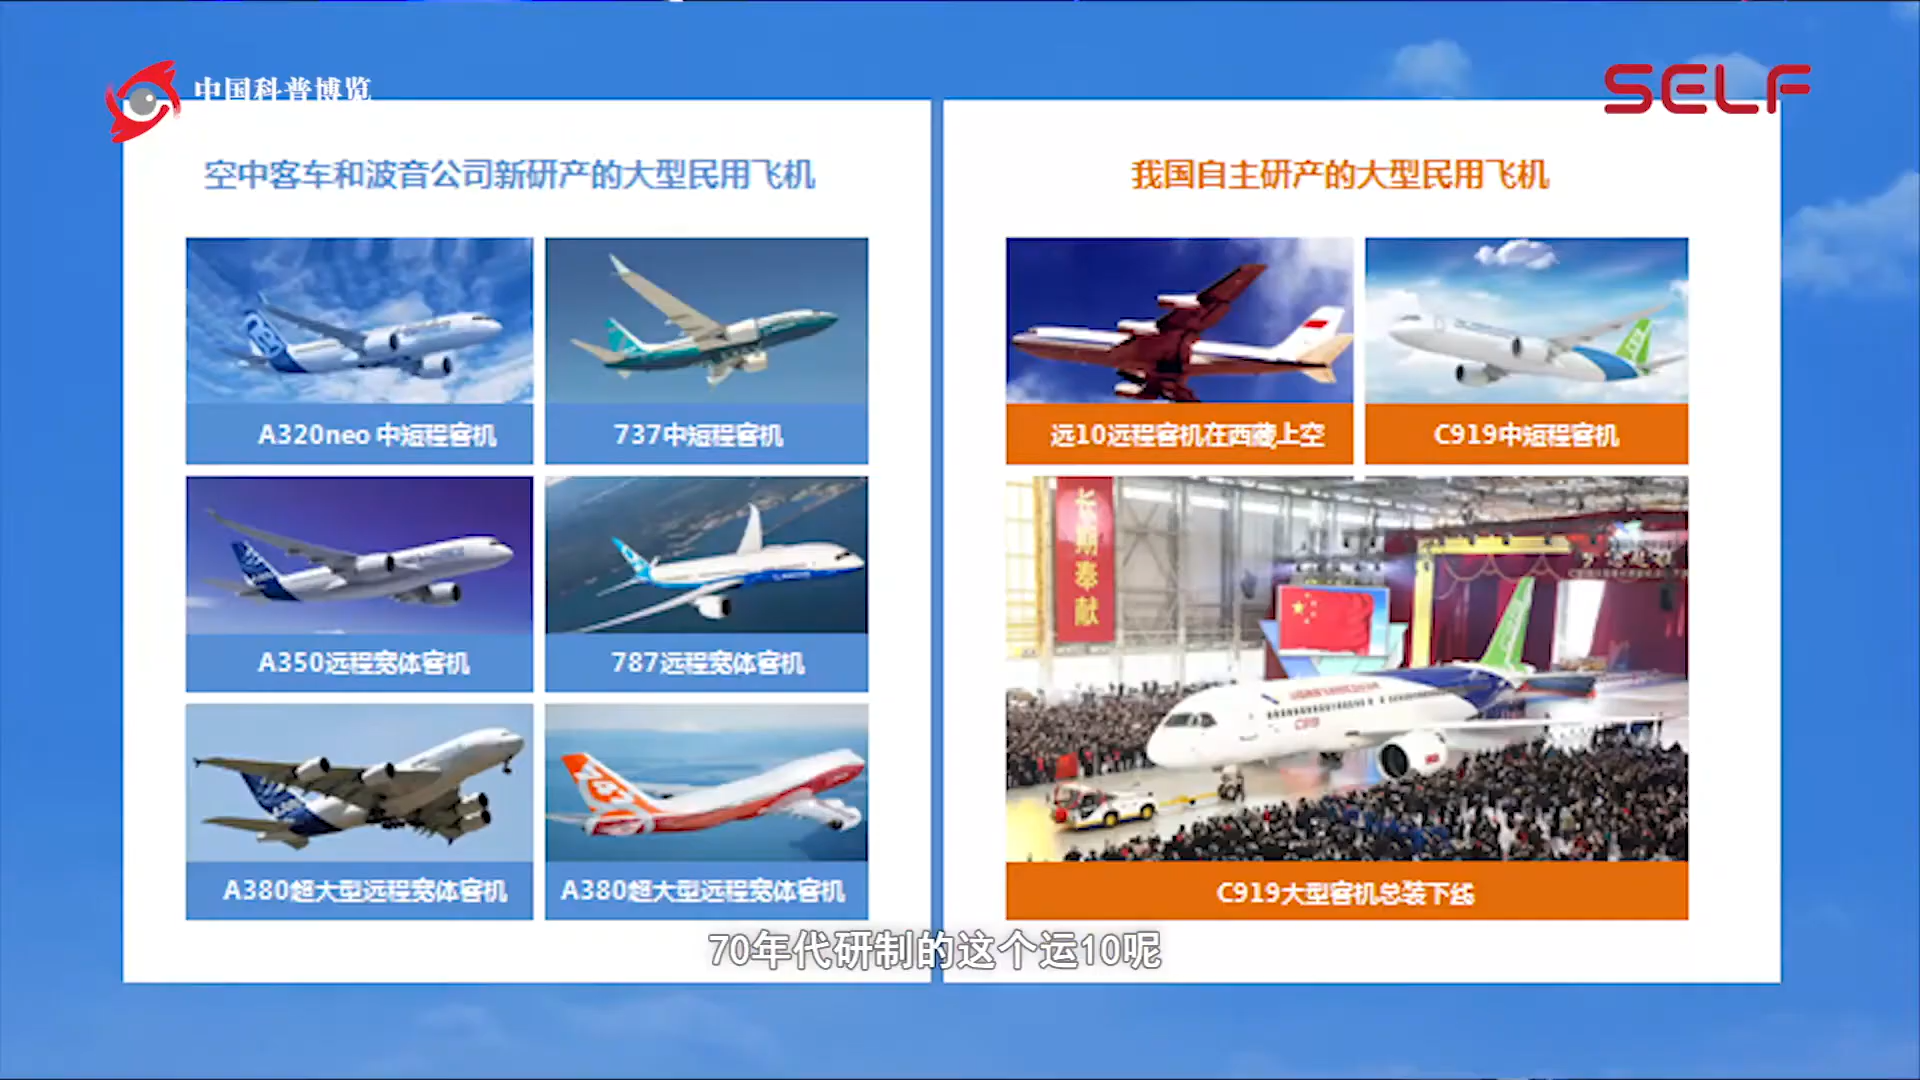 中国科普博览
SELF
空中客车和波音公司新研产的大型民用飞机
我国自主研产的大型民用飞机
A320neo 中短程客机
737中短程客机
远10远程客机在西藏上空
C919中短程客机
A350远程宽体客机
787远程宽体客机
长期奉献
C919
A380超大型远程宽体客机
A380超大型远程宽体客机
C919大型客机总装下线
70年代研制的这个运10呢